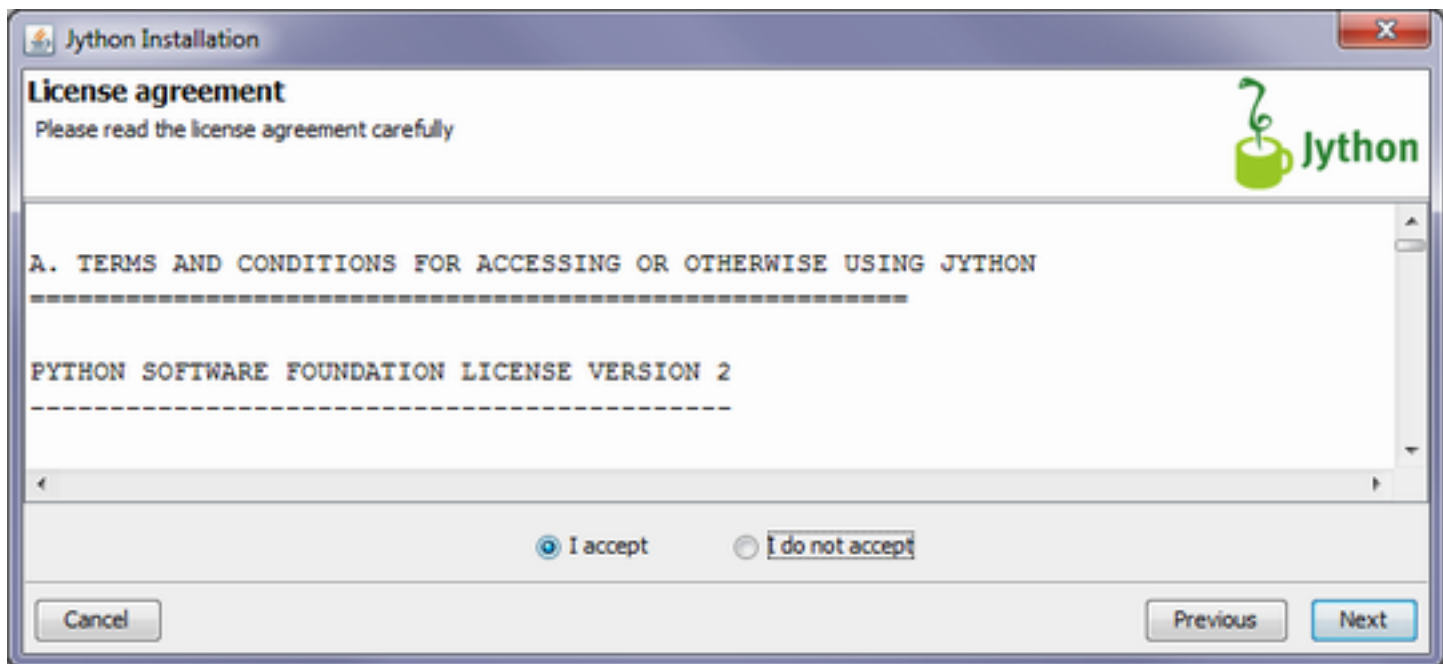 Jython Installation
License agreement
Please read the license agreement carefully
Jython
A. TERMS AND CONDITIONS FOR ACCESSING OR OTHERWISE USING JYTHON
=======================================================
PYTHON SOFTWARE FOUNDATION LICENSE VERSION 2
--------------------------------------------
I accept I do not accept
Cancel Previous Next